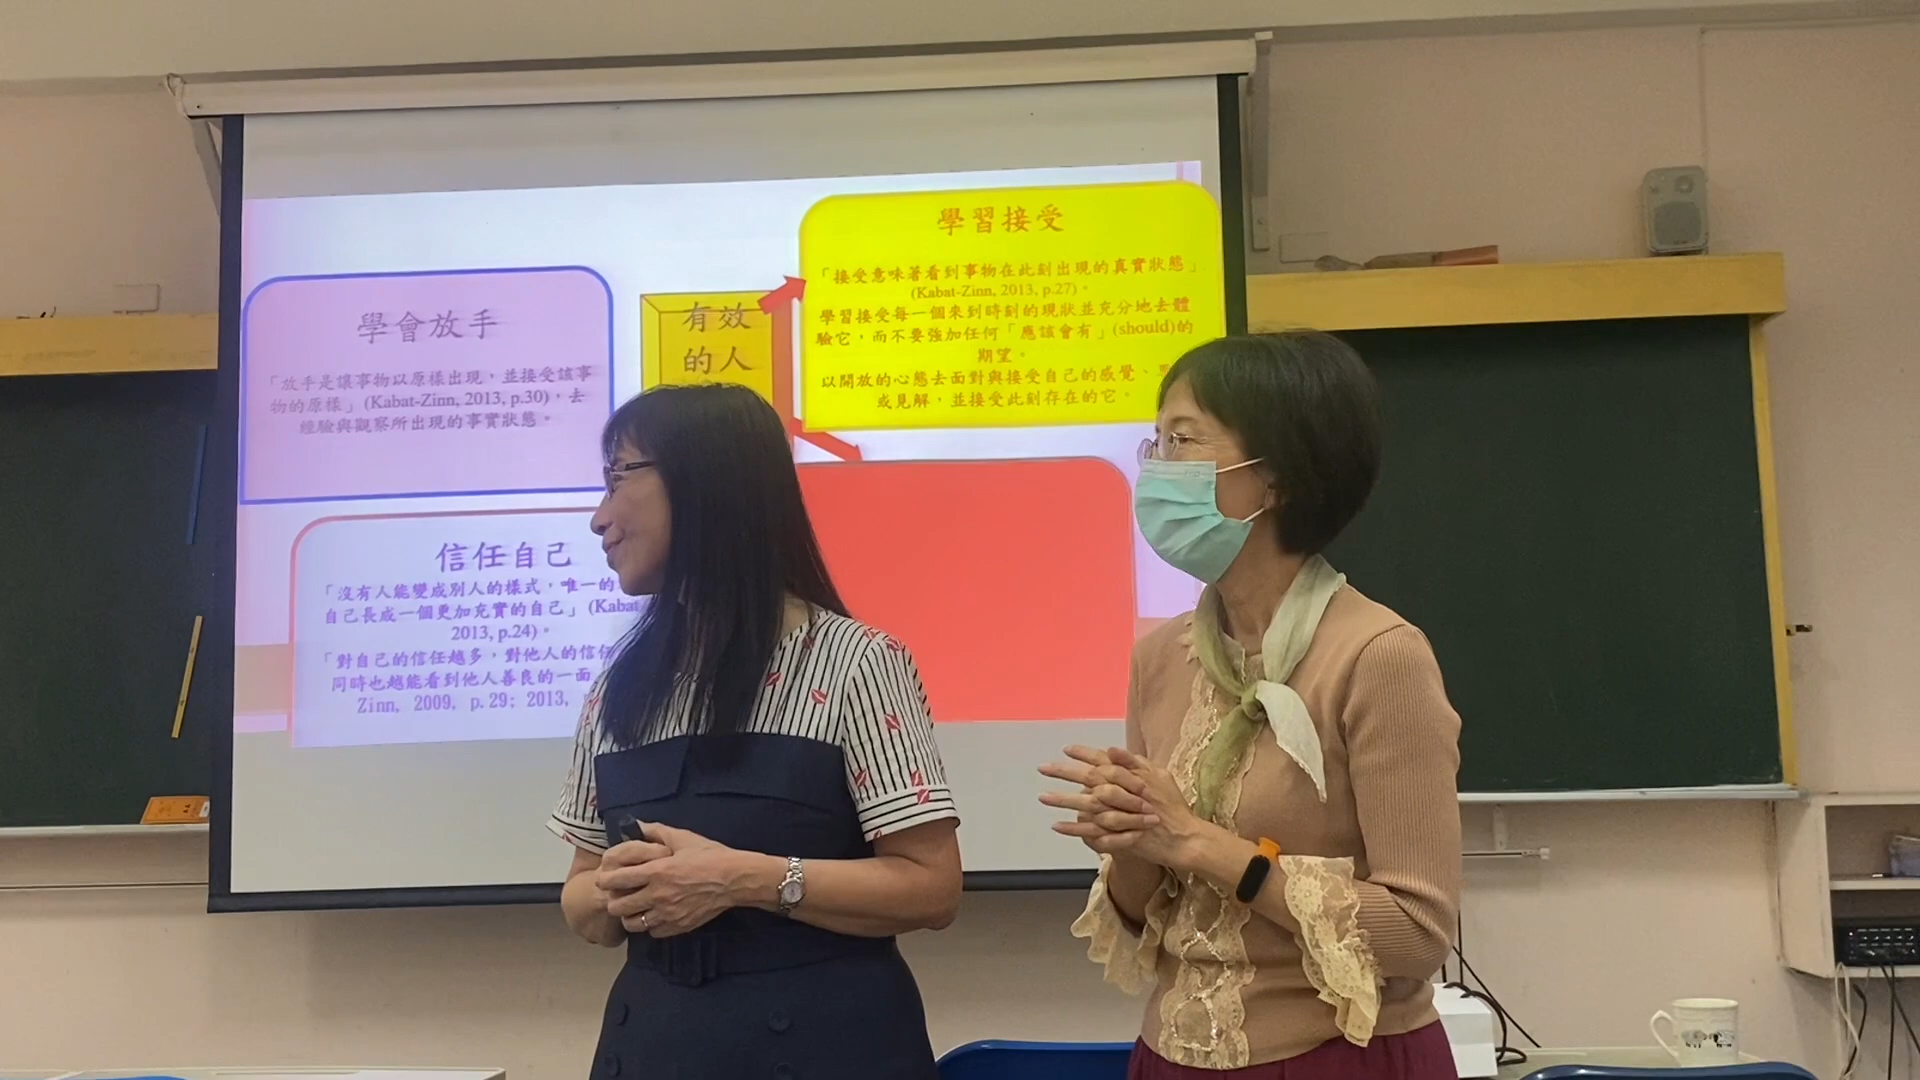 學習接受
「接受意味著看到事物在此刻出現的真實狀態」
(Kabat-Zinn, 2013, p.27)。
學習接受每一個來到時刻的現狀並充分地去體
驗它，而不要強加任何「應該會有」(should)的
期望。
以開放的心態去面對與接受自己的感覺、
或見解，並接受此刻存在的它。
有效
的人
學會放手
「放手是讓事物以原樣出現，並接受該事
物的原樣」(Kabat-Zinn, 2013, p.30)，去
經驗與觀察所出現的事實狀態。
信任自己
「沒有人能變成別人的樣式，唯一的
自己長成一個更加充實的自己」(Kabat
2013, p.24)。
「對自己的信任越多，對他人的信任
同時也越能看到他人善良的一面
Zinn, 2009, p.29; 2013,